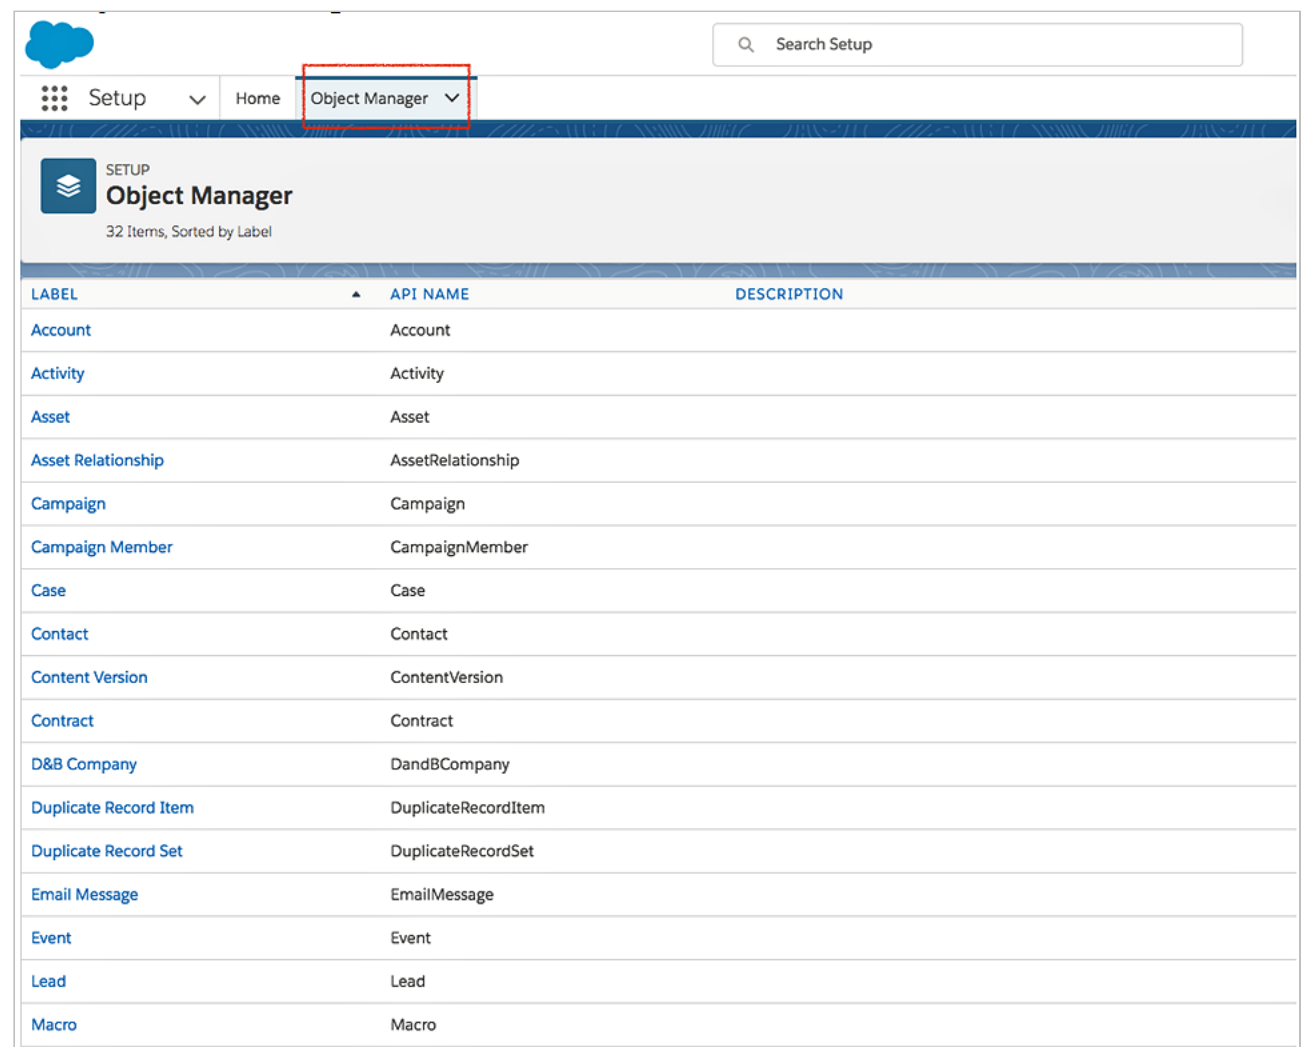 Search Setup
Setup Home Object Manager
SETUP
Object Manager
32 Items, Sorted by Label
LABEL API NAME DESCRIPTION
Account Account
Activity Activity
Asset Asset
Asset Relationship AssetRelationship
Campaign Campaign
Campaign Member CampaignMember
Case Case
Contact Contact
Content Version ContentVersion
Contract Contract
D&B Company DandBCompany
Duplicate Record Item DuplicateRecordItem
Duplicate Record Set DuplicateRecordSet
Email Message EmailMessage
Event Event
Lead Lead
Macro Macro